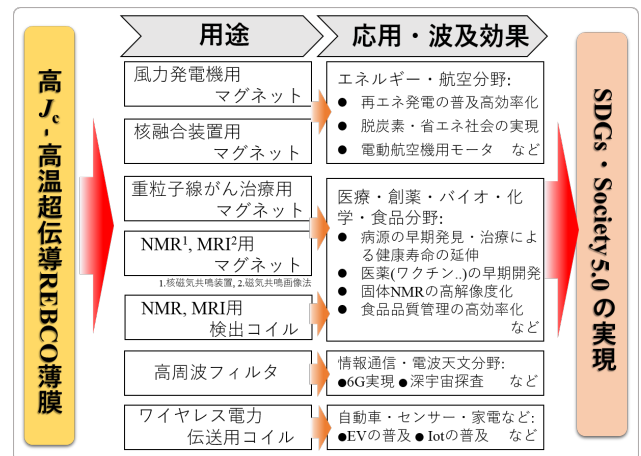 高Jc-高温超伝導REBCO薄膜
用途
風力発電機用
マグネット
核融合装置用
マグネット
重粒子線がん治療用
マグネット
NMR¹, MRI²用
マグネット
1.核磁気共鳴装置, 2.磁気共鳴画像法
NMR, MRI用
検出コイル
高周波フィルタ
ワイヤレス電力
伝送用コイル
応用・波及効果
エネルギー・航空分野:
● 再エネ発電の普及高効率化
● 脱炭素・省エネ社会の実現
● 電動航空機用モータ など
医療・創薬・バイオ・化
学・食品分野:
● 病源の早期発見・治療によ
る健康寿命の延伸
● 医薬(ワクチン..)の早期開発
● 固体NMRの高解像度化
● 食品品質管理の高効率化
など
情報通信・電波天文分野:
●6G実現 ●深宇宙探査 など
自動車・センサー・家電など:
●EVの普及 ● Iotの普及 など
SDGs・Society 5.0 の実現